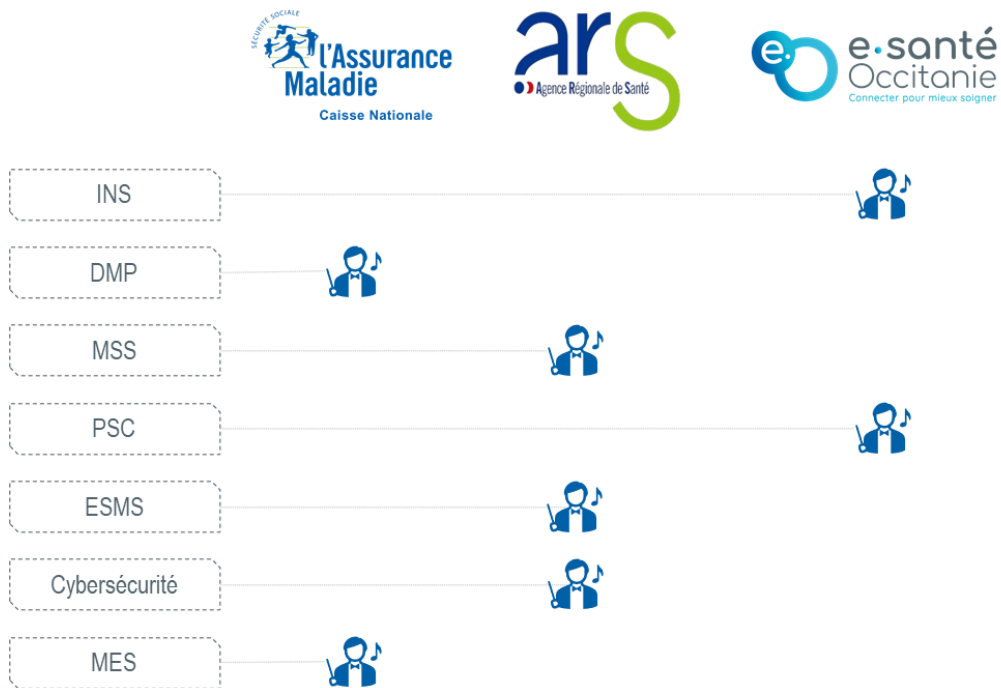 SÉCURITÉ SOCIALE
l'Assurance
Maladie
Caisse Nationale
ars
Agence Régionale de Santé
e.
e·santé
Occitanie
Connecter pour mieux soigner
INS
DMP
MSS
PSC
ESMS
Cybersécurité
MES